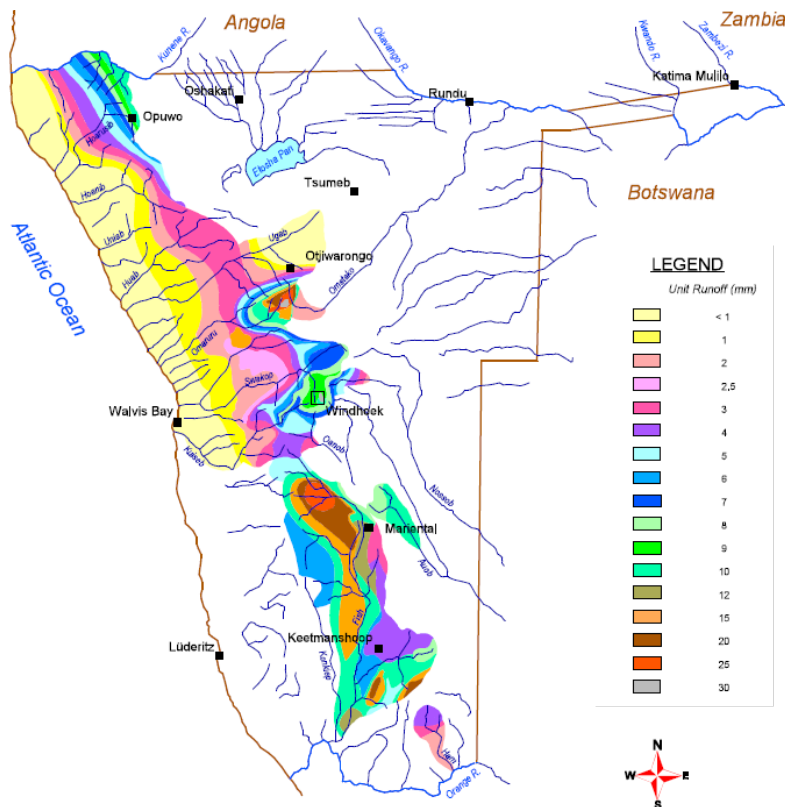 Angola
Zambia
Kunene R.
Okavango R.
Kwando R.
Zambezi R.
Katima Mulilo
Oshakati
Rundu
Opuwo
Hoarusib
Etosha Pan
Tsumeb
Botswana
Hoanib
Atlantic Ocean
Uniab
Ugab
Otjiwarongo
Huab
Omatako
Omaruru
Swakop
Walvis Bay
Windhoek
Kuiseb
Oanob
Nossob
Mariental
Auob
Fish
Keetmanshoop
Lüderitz
Konkiep
Ham
Orange R.
LEGEND
Unit Runoff (mm)
< 1
1
2
2,5
3
4
5
6
7
8
9
10
12
15
20
25
30
N
W E
S